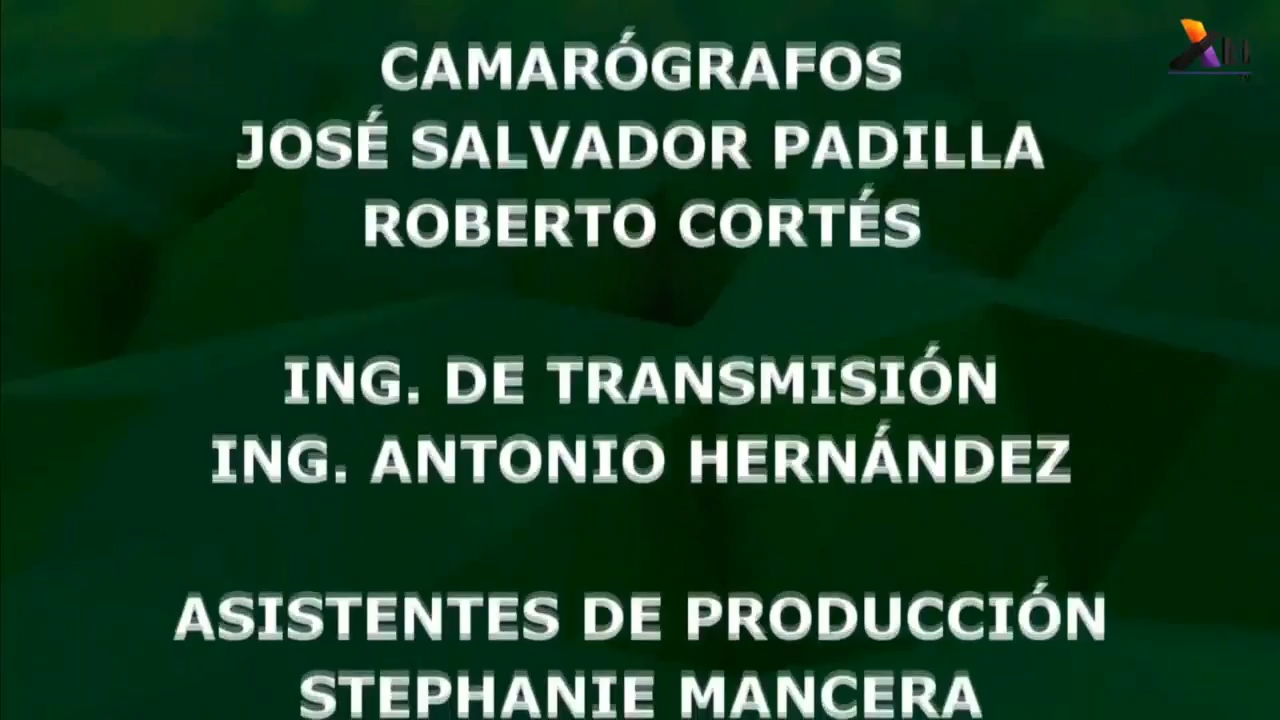 CAMARÓGRAFOS
JOSÉ SALVADOR PADILLA
ROBERTO CORTÉS
ING. DE TRANSMISIÓN
ING. ANTONIO HERNÁNDEZ
ASISTENTES DE PRODUCCIÓN
STEPHANIE MANCERA